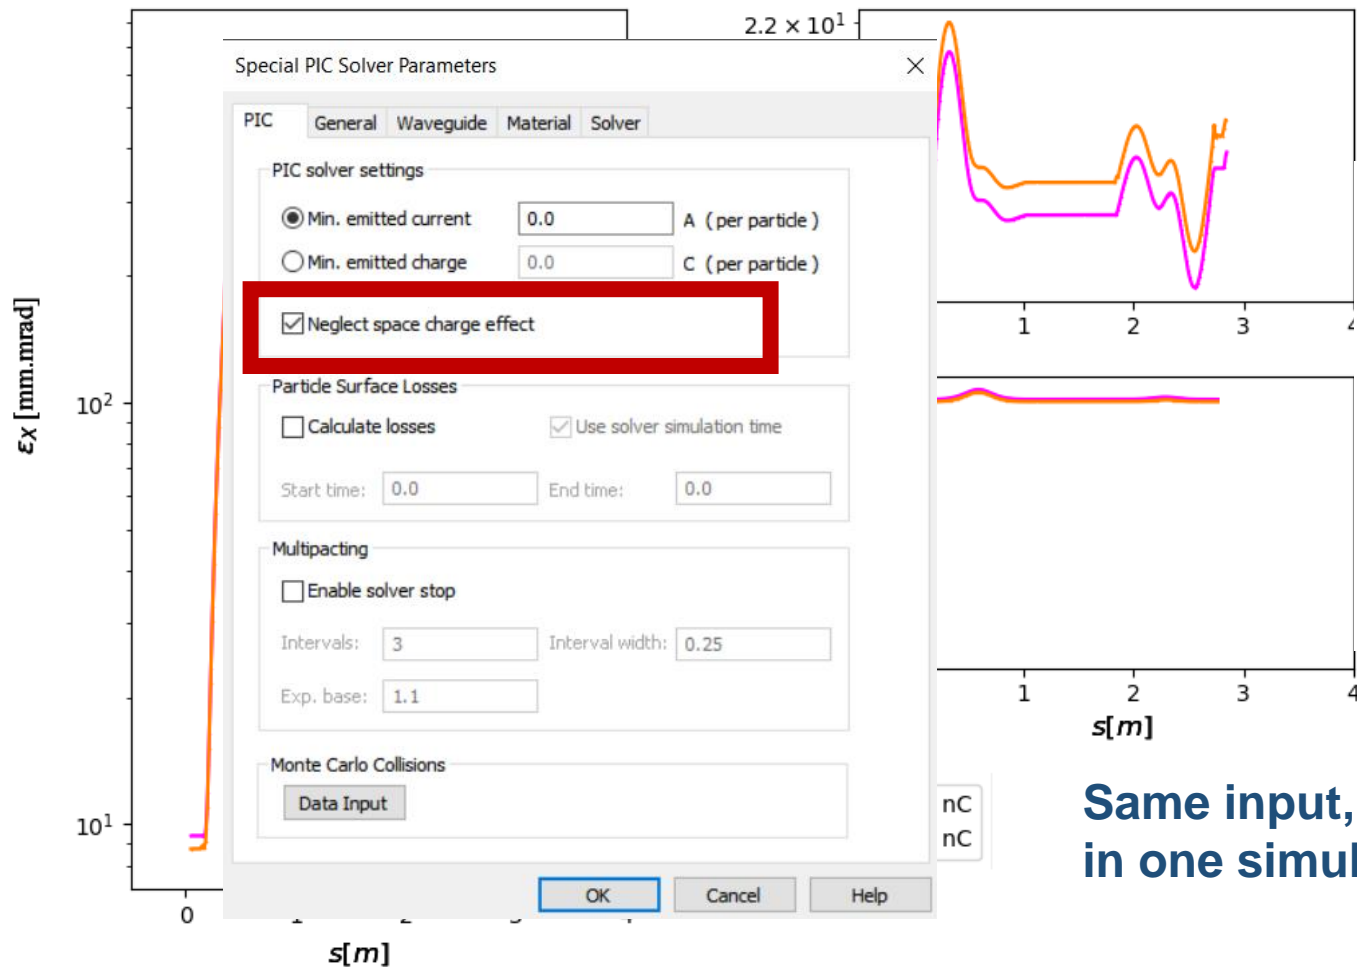 2.2 × 10¹
Special PIC Solver Parameters
PIC General Waveguide Material Solver
PIC solver settings
Min. emitted current 0.0 A ( per particle )
Min. emitted charge 0.0 C ( per particle )
Neglect space charge effect
Particle Surface Losses
Calculate losses Use solver simulation time
Start time: 0.0 End time: 0.0
Multipacting
Enable solver stop
Intervals: 3 Interval width: 0.25
Exp. base: 1.1
Monte Carlo Collisions
Data Input
OK Cancel Help
εx [mm.mrad]
10²
10¹
0
s[m]
1 2 3 4
1 2 3 4
s[m]
nC
nC
Same input,
in one simul